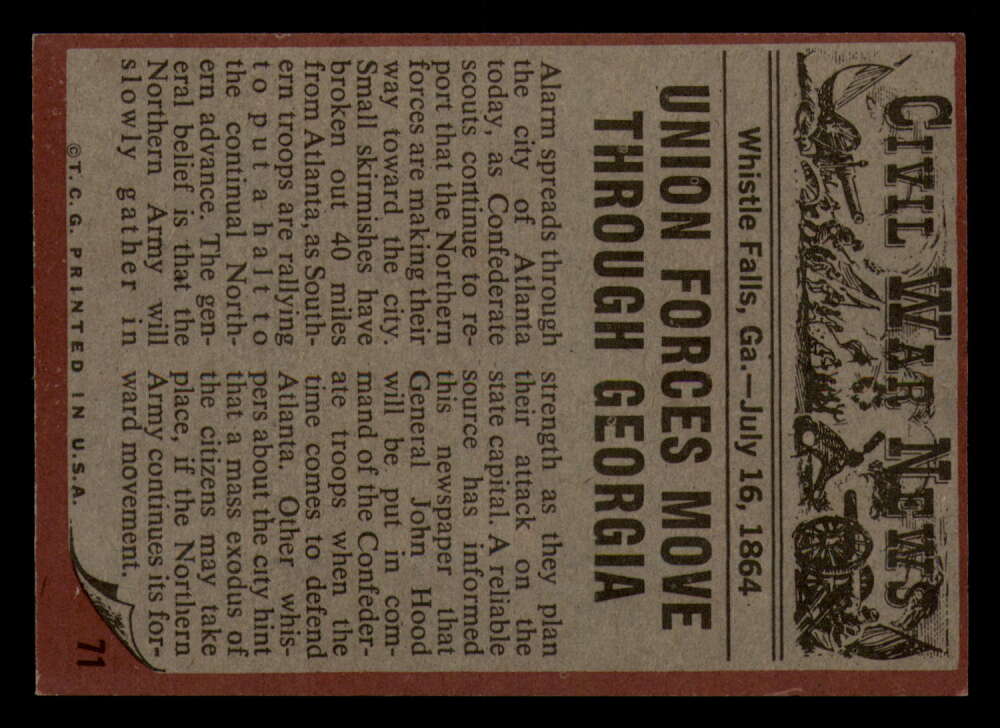 CIVIL WAR NEWS
Whistle Falls, Ga.—July 16, 1864
UNION FORCES MOVE
THROUGH GEORGIA
Alarm spreads through
the city of Atlanta
today, as Confederate
scouts continue to re-
port that the Northern
forces are making their
way toward the city.
Small skirmishes have
broken out 40 miles
from Atlanta, as South-
ern troops are rallying
to put a halt to
the continual North-
ern advance. The gen-
eral belief is that the
Northern Army will
slowly gather in
strength as they plan
their attack on the
state capital. A reliable
source has informed
this newspaper that
General John Hood
will be put in com-
mand of the Confeder-
ate troops when the
time comes to defend
Atlanta. Other whis-
pers about the city hint
that a mass exodus of
the citizens may take
place, if the Northern
Army continues its for-
ward movement.
©T.C.G. PRINTED IN U.S.A.
71